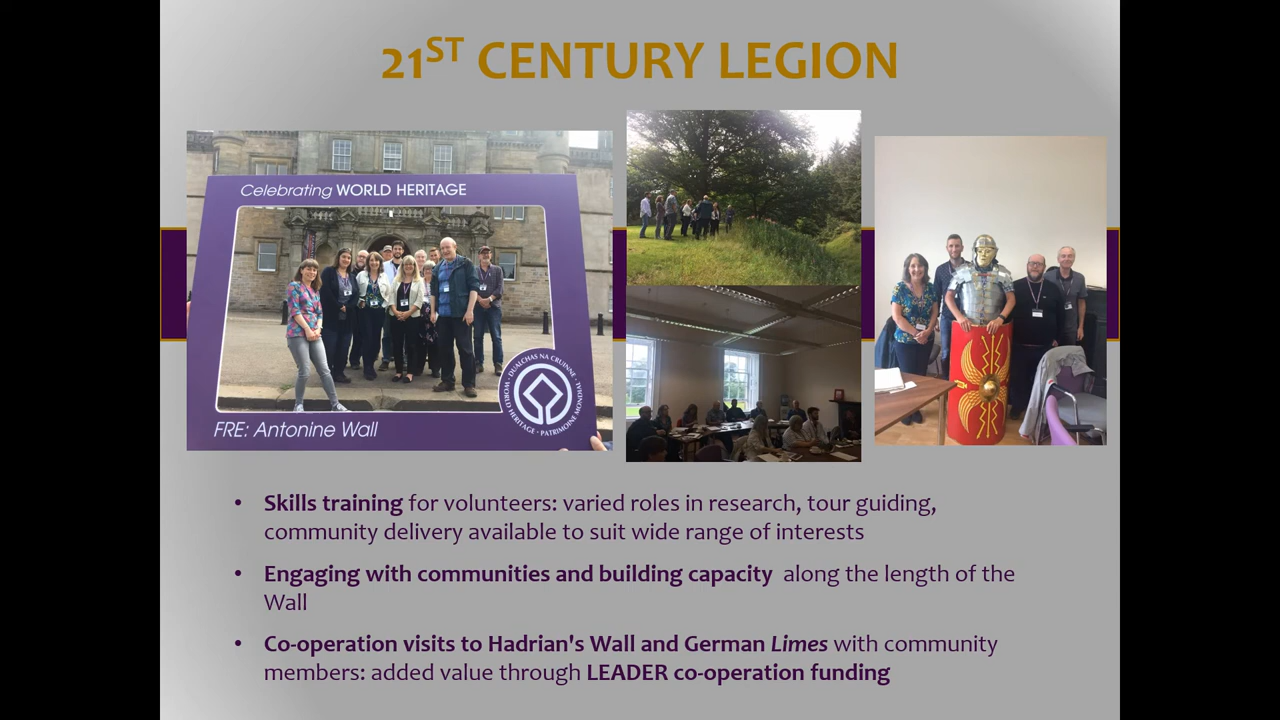 21ST CENTURY LEGION
Celebrating WORLD HERITAGE
FRE: Antonine Wall
WORLD HERITAGE · DUALCHAS NA CRUINNE · PATRIMOINE MONDIAL ·
• Skills training for volunteers: varied roles in research, tour guiding,
community delivery available to suit wide range of interests
• Engaging with communities and building capacity along the length of the
Wall
• Co-operation visits to Hadrian's Wall and German Limes with community
members: added value through LEADER co-operation funding